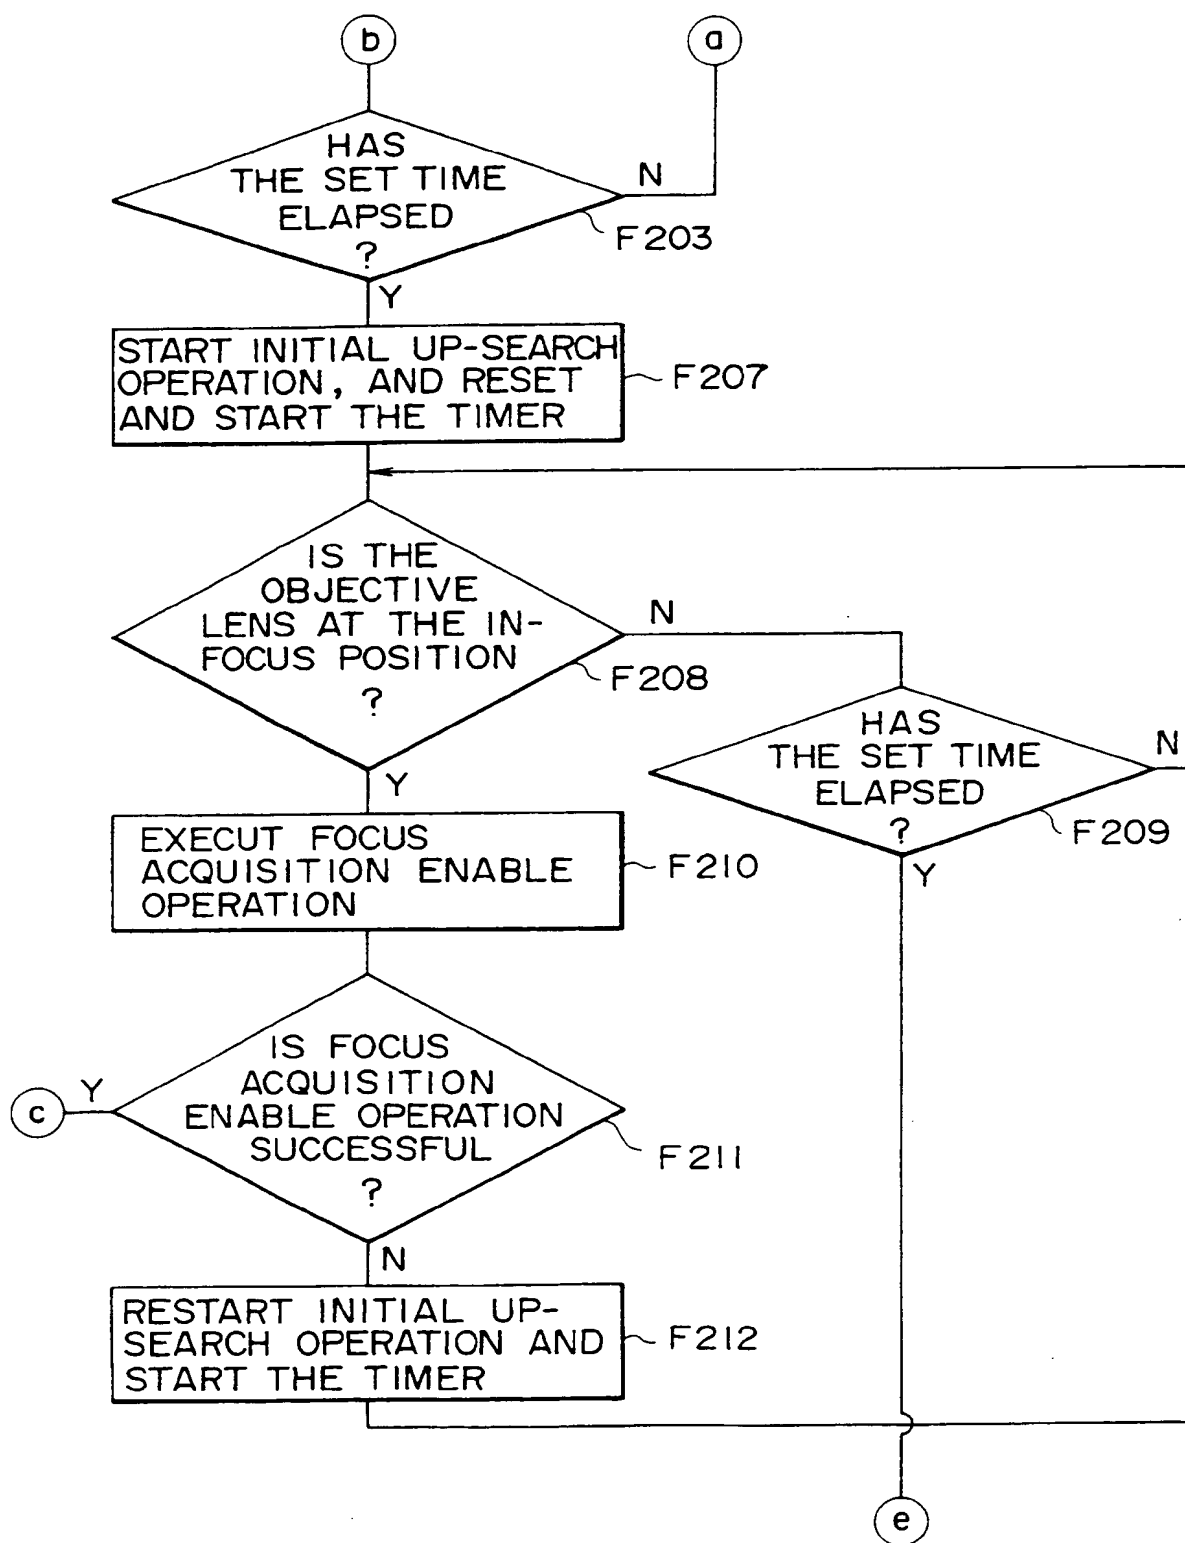 b
a
HAS
THE SET TIME
ELAPSED
?
N
F203
Y
START INITIAL UP-SEARCH
OPERATION, AND RESET
AND START THE TIMER
F207
IS THE
OBJECTIVE
LENS AT THE IN-
FOCUS POSITION
?
N
F208
Y
HAS
THE SET TIME
ELAPSED
?
N
F209
Y
EXECUT FOCUS
ACQUISITION ENABLE
OPERATION
F210
IS FOCUS
ACQUISITION
ENABLE OPERATION
SUCCESSFUL
?
Y
c
F211
N
RESTART INITIAL UP-
SEARCH OPERATION AND
START THE TIMER
F212
e